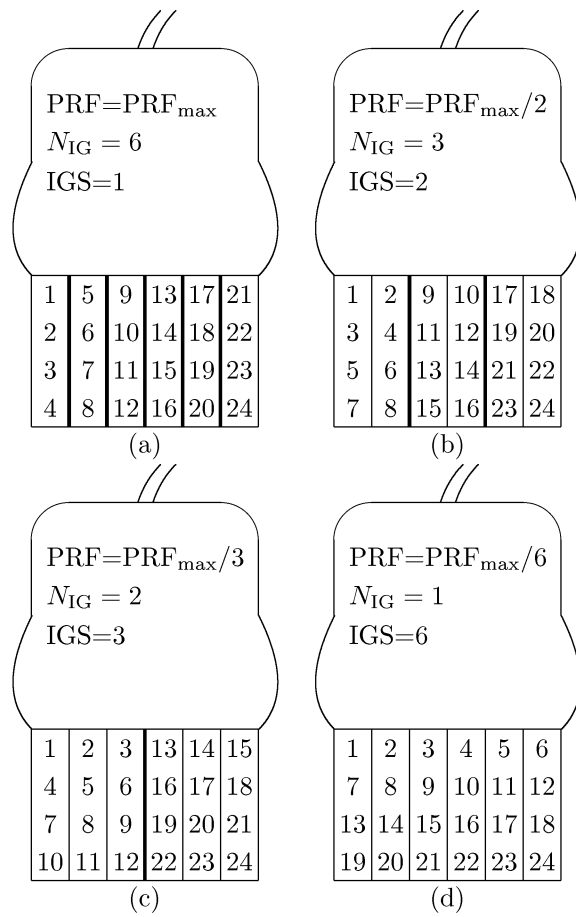 PRF=PRF_max
N_IG = 6
IGS=1
1 5 9 13 17 21
2 6 10 14 18 22
3 7 11 15 19 23
4 8 12 16 20 24
(a)
PRF=PRF_max/2
N_IG = 3
IGS=2
1 2 9 10 17 18
3 4 11 12 19 20
5 6 13 14 21 22
7 8 15 16 23 24
(b)
PRF=PRF_max/3
N_IG = 2
IGS=3
1 2 3 13 14 15
4 5 6 16 17 18
7 8 9 19 20 21
10 11 12 22 23 24
(c)
PRF=PRF_max/6
N_IG = 1
IGS=6
1 2 3 4 5 6
7 8 9 10 11 12
13 14 15 16 17 18
19 20 21 22 23 24
(d)